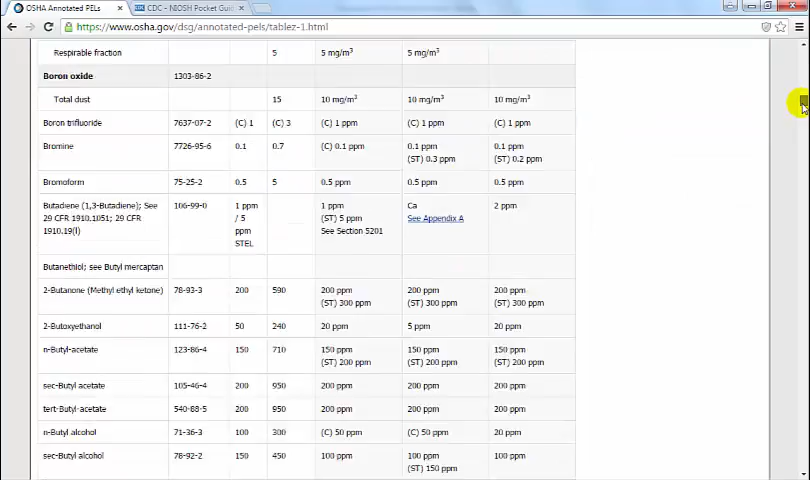 OSHA Annotated PELs
CDC - NIOSH Pocket Guid
https://www.osha.gov/dsg/annotated-pels/tablez-1.html
Respirable fraction 5 5 mg/m³ 5 mg/m³
Boron oxide 1303-86-2
Total dust 15 10 mg/m³ 10 mg/m³ 10 mg/m³
Boron trifluoride 7637-07-2 (C) 1 (C) 3 (C) 1 ppm (C) 1 ppm (C) 1 ppm
Bromine 7726-95-6 0.1 0.7 (C) 0.1 ppm 0.1 ppm 0.1 ppm
(ST) 0.3 ppm (ST) 0.2 ppm
Bromoform 75-25-2 0.5 5 0.5 ppm 0.5 ppm 0.5 ppm
Butadiene (1,3-Butadiene); See 106-99-0 1 ppm 1 ppm Ca 2 ppm
29 CFR 1910.1051; 29 CFR / 5 (ST) 5 ppm See Appendix A
1910.19(l) ppm See Section 5201
STEL
Butanethiol; see Butyl mercaptan
2-Butanone (Methyl ethyl ketone) 78-93-3 200 590 200 ppm 200 ppm 200 ppm
(ST) 300 ppm (ST) 300 ppm (ST) 300 ppm
2-Butoxyethanol 111-76-2 50 240 20 ppm 5 ppm 20 ppm
n-Butyl-acetate 123-86-4 150 710 150 ppm 150 ppm 150 ppm
(ST) 200 ppm (ST) 200 ppm (ST) 200 ppm
sec-Butyl acetate 105-46-4 200 950 200 ppm 200 ppm 200 ppm
tert-Butyl-acetate 540-88-5 200 950 200 ppm 200 ppm 200 ppm
n-Butyl alcohol 71-36-3 100 300 (C) 50 ppm (C) 50 ppm 20 ppm
sec-Butyl alcohol 78-92-2 150 450 100 ppm 100 ppm 100 ppm
(ST) 150 ppm